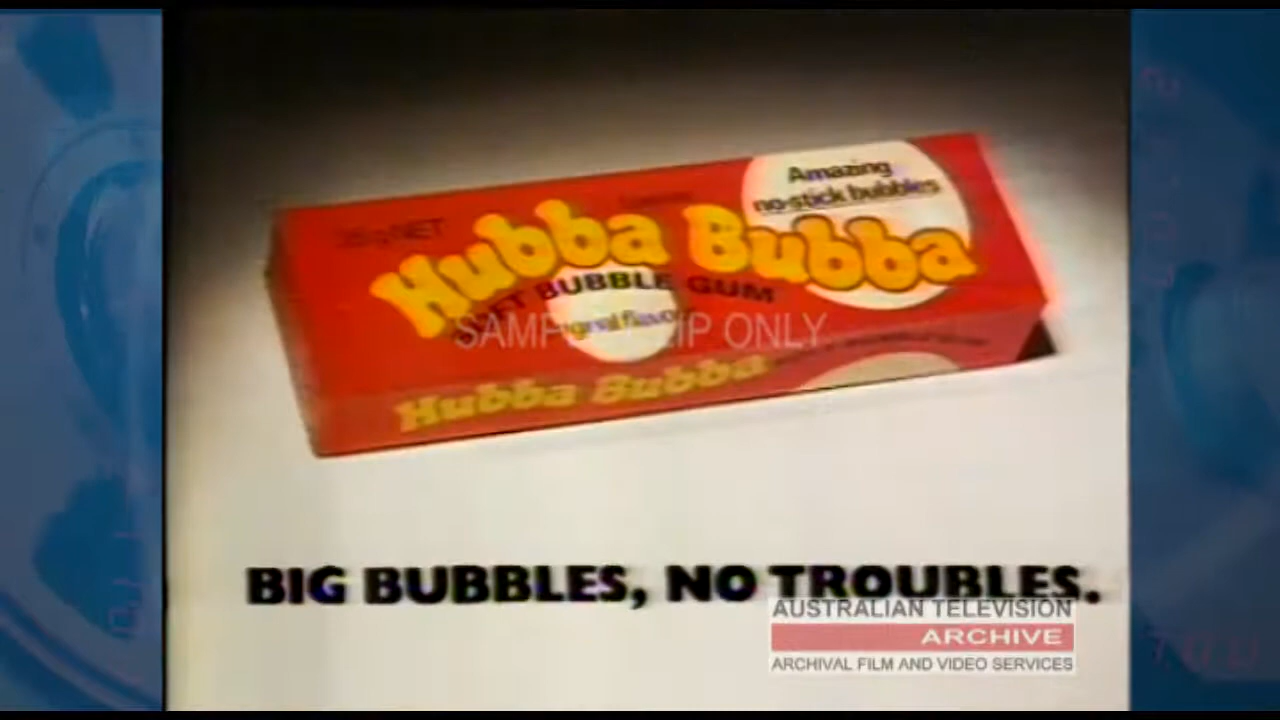 Amazing
no-stick bubbles
NET
Hubba Bubba
BUBBLE GUM
SAMPLE CLIP ONLY
Hubba Bubba
BIG BUBBLES, NO TROUBLES.
AUSTRALIAN TELEVISION
ARCHIVE
ARCHIVAL FILM AND VIDEO SERVICES